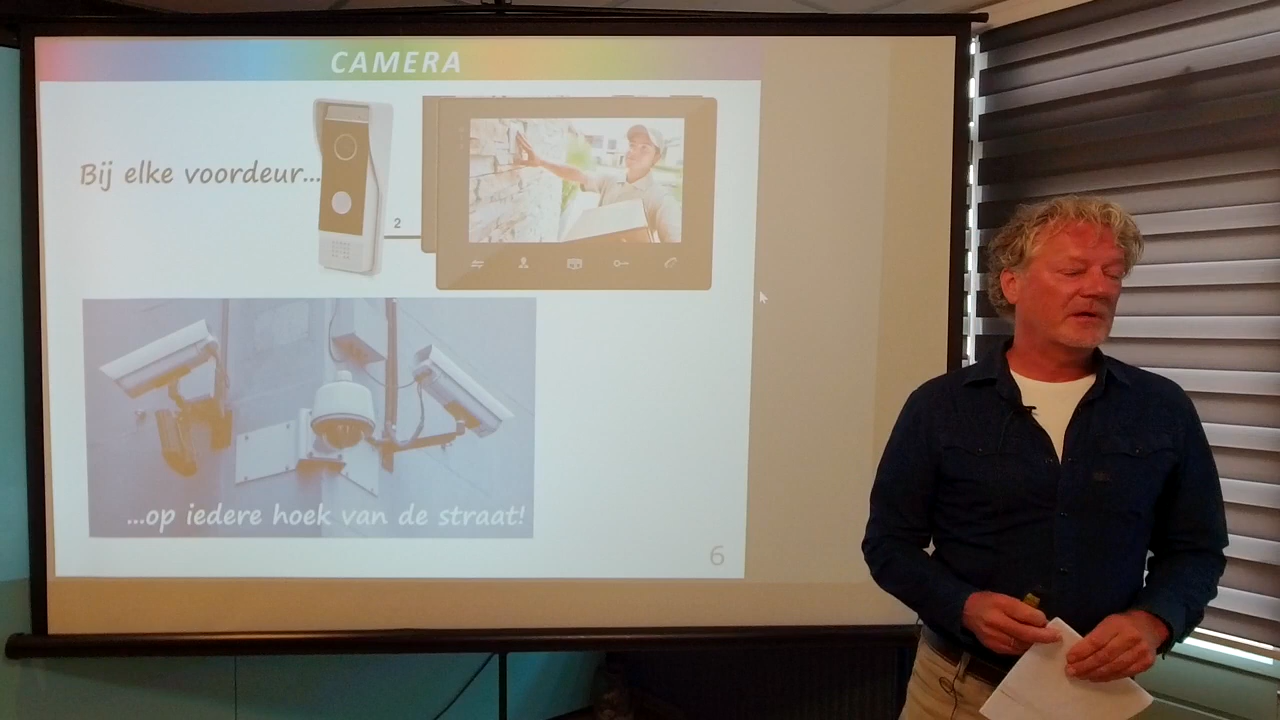 CAMERA
Bij elke voordeur...
2
...op iedere hoek van de straat!
6